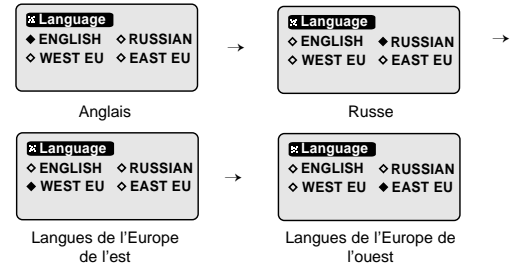 Language
◆ ENGLISH ◇ RUSSIAN
◇ WEST EU ◇ EAST EU
Anglais
→
Language
◇ ENGLISH ◆ RUSSIAN
◇ WEST EU ◇ EAST EU
Russe
→
Language
◇ ENGLISH ◇ RUSSIAN
◆ WEST EU ◇ EAST EU
Langues de l'Europe
de l'est
→
Language
◇ ENGLISH ◇ RUSSIAN
◇ WEST EU ◆ EAST EU
Langues de l'Europe de
l'ouest